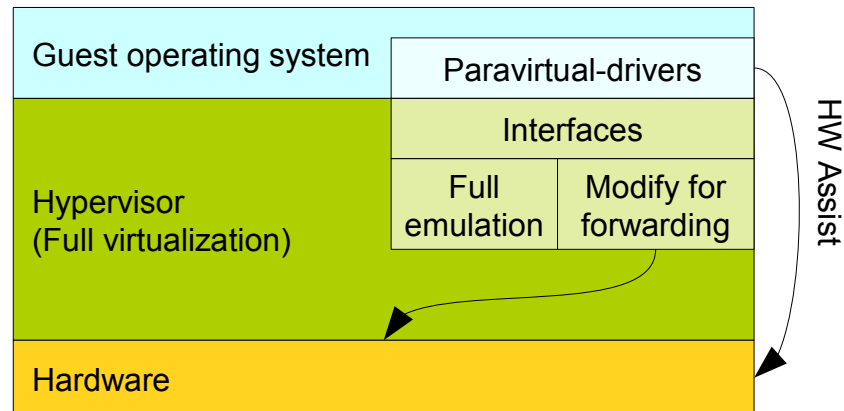 Guest operating system
Paravirtual-drivers
Interfaces
Full
emulation
Modify for
forwarding
Hypervisor
(Full virtualization)
Hardware
HW Assist